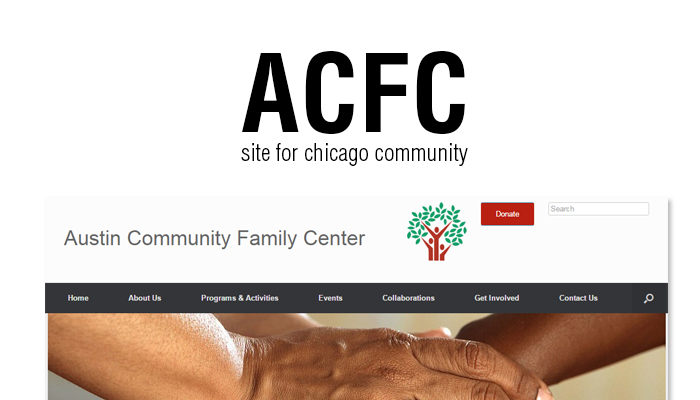 ACFC
site for chicago community
Donate
Search
Austin Community Family Center
Home About Us Programs & Activities Events Collaborations Get Involved Contact Us